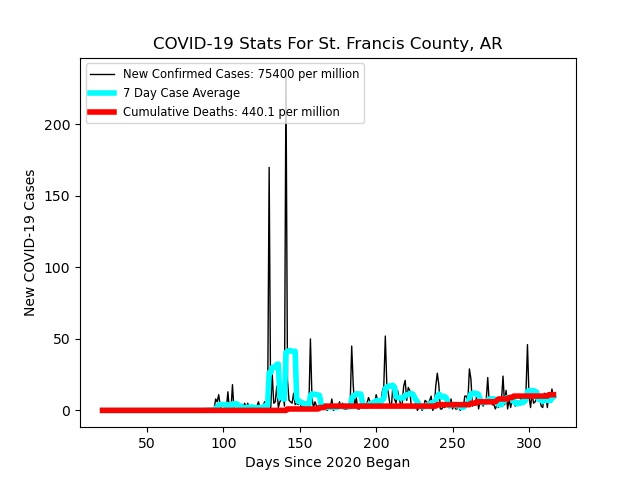 COVID-19 Stats For St. Francis County, AR
New Confirmed Cases: 75400 per million
7 Day Case Average
Cumulative Deaths: 440.1 per million
New COVID-19 Cases
200
150
100
50
0
50 100 150 200 250 300
Days Since 2020 Began